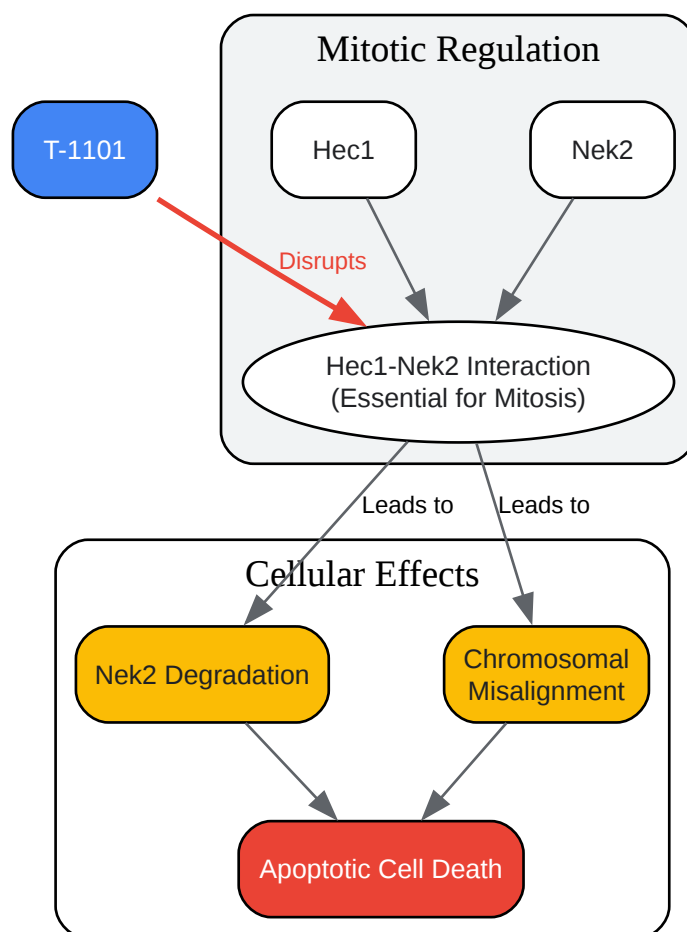 Mitotic Regulation
T-1101
Hec1
Nek2
Disrupts
Hec1-Nek2 Interaction
(Essential for Mitosis)
Leads to
Leads to
Cellular Effects
Nek2 Degradation
Chromosomal
Misalignment
Apoptotic Cell Death